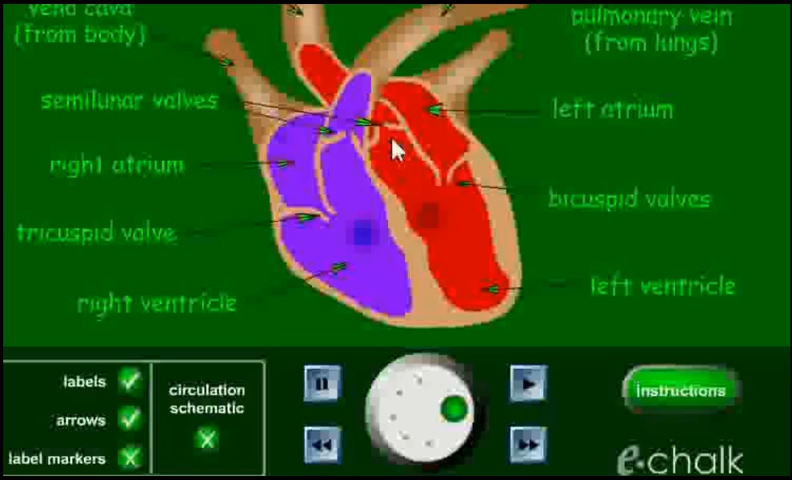 vena cava
(from body)
pulmonary vein
(from lungs)
semilunar valves
left atrium
right atrium
bicuspid valves
tricuspid valve
left ventricle
right ventricle
labels
arrows
label markers
circulation
schematic
instructions
e-chalk